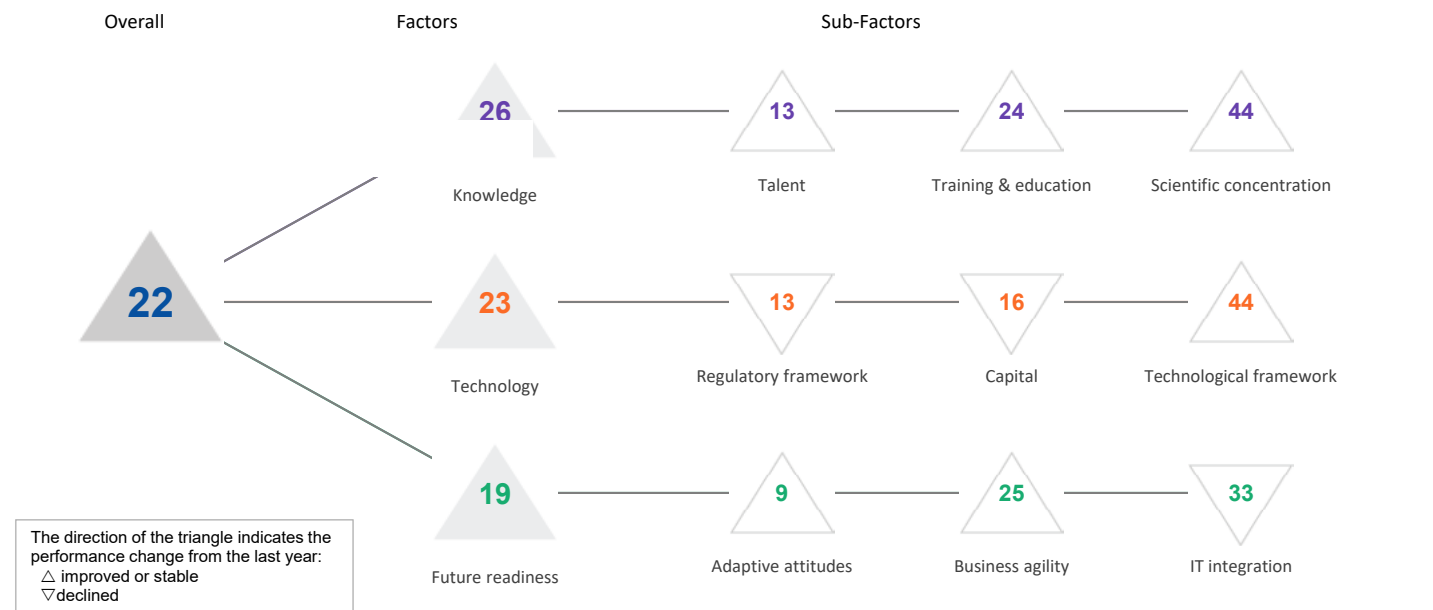 Overall Factors Sub-Factors
26 13 24 44
Knowledge Talent Training & education Scientific concentration
22 23 13 16 44
Technology Regulatory framework Capital Technological framework
19 9 25 33
Future readiness Adaptive attitudes Business agility IT integration
The direction of the triangle indicates the
performance change from the last year:
△ improved or stable
▽declined